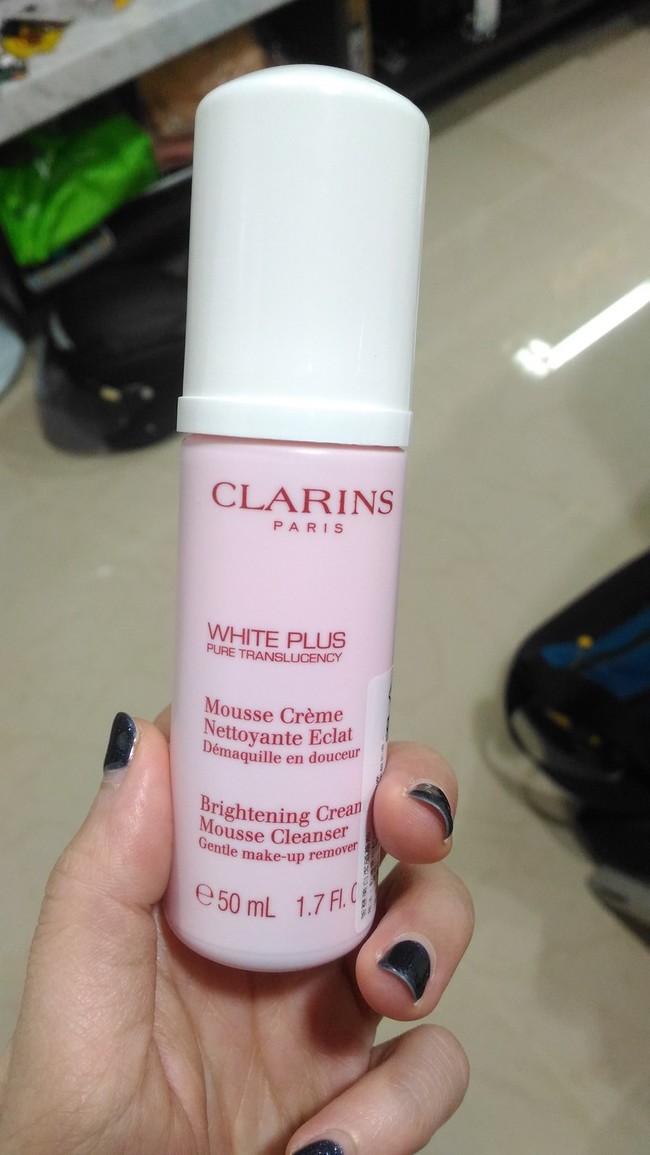 CLARINS
PARIS
WHITE PLUS
PURE TRANSLUCENCY
Mousse Crème
Nettoyante Eclat
Démaquille en douceur
Brightening Cream
Mousse Cleanser
Gentle make-up remover
℮ 50 mL 1.7 Fl.